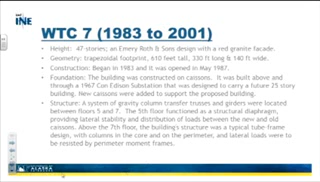 INE
WTC 7 (1983 to 2001)
• Height: 47-stories; an Emery Roth & Sons design with a red granite facade.
• Geometry: trapezoidal footprint, 610 feet tall, 330 ft long & 140 ft wide.
• Construction: Began in 1983 and it was opened in May 1987.
• Foundation: The building was constructed on caissons. It was built above and
through a 1967 Con Edison Substation that was designed to carry a future 25 story
building. New caissons were added to support the proposed building.
• Structure: A system of gravity column transfer trusses and girders were located
between floors 5 and 7. The 5th floor functioned as a structural diaphragm,
providing lateral stability and distribution of loads between the new and old
caissons. Above the 7th floor, the building's structure was a typical tube-frame
design, with columns in the core and on the perimeter, and lateral loads were to
be resisted by perimeter moment frames.
ALASKA